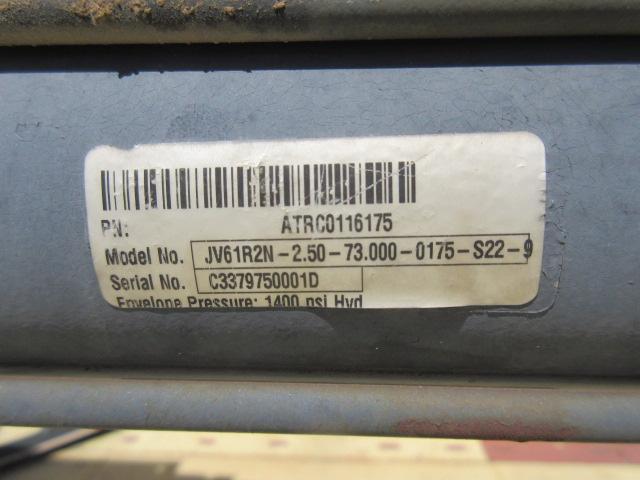 PN: ATRC0116175
Model No. JV61R2N-2.50-73.000-0175-S22-9
Serial No. C3379750001D
Envelope Pressure: 1400 psi Hyd